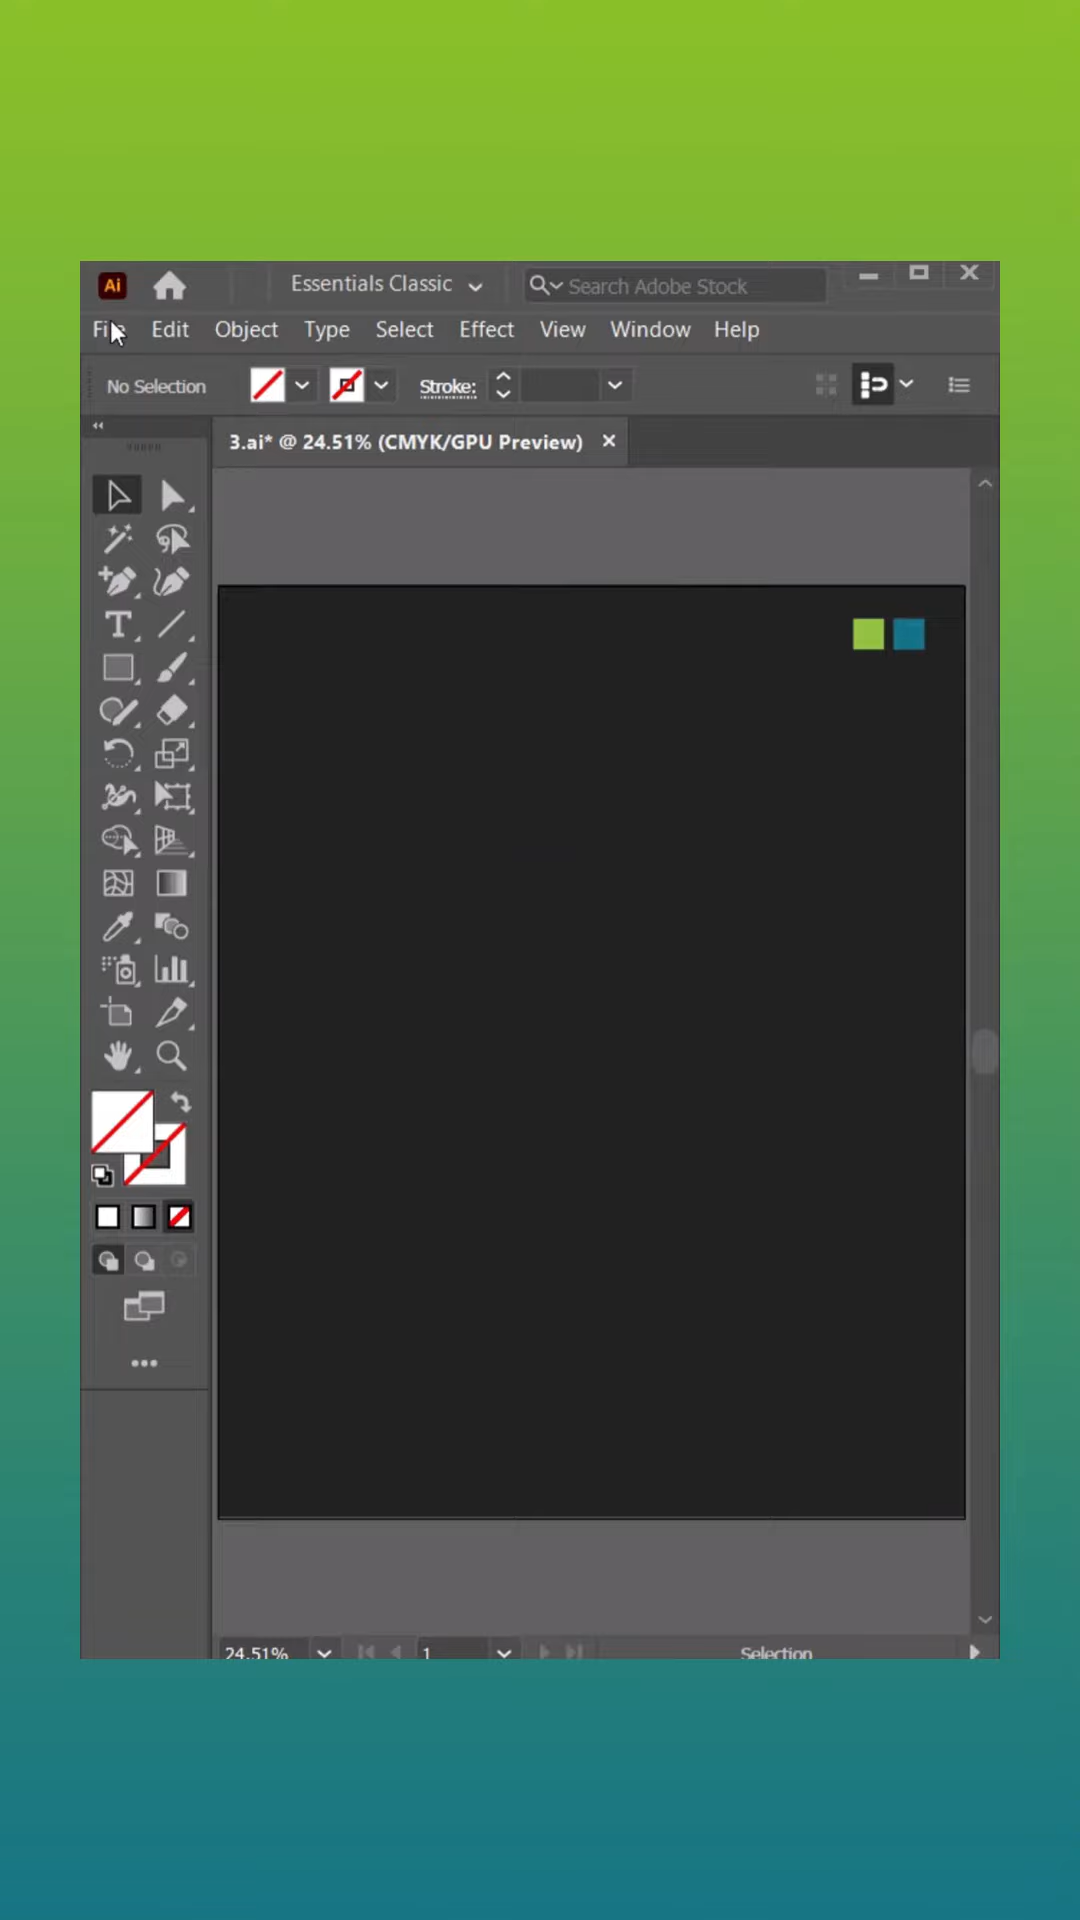 Ai
Essentials Classic
Search Adobe Stock
File Edit Object Type Select Effect View Window Help
No Selection
Stroke:
3.ai* @ 24.51% (CMYK/GPU Preview)
24.51%
1
Selection